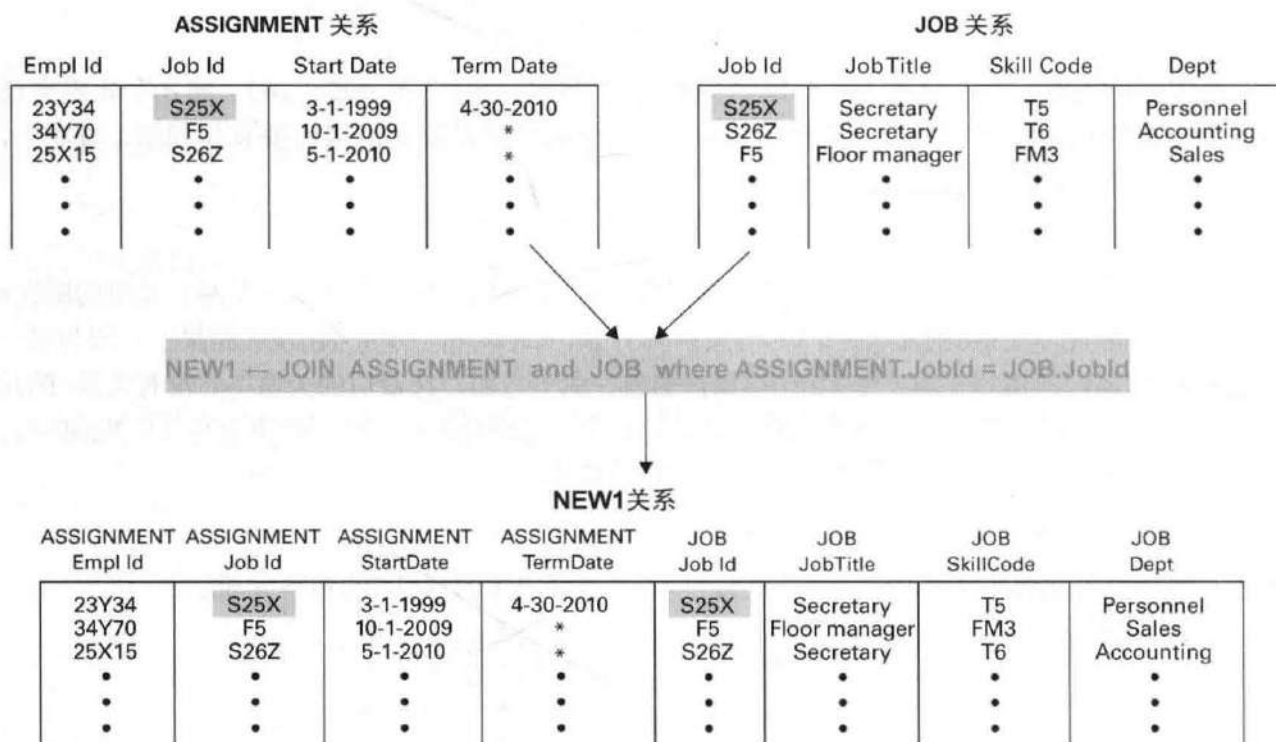 ASSIGNMENT 关系
Empl Id Job Id Start Date Term Date
23Y34 S25X 3-1-1999 4-30-2010
34Y70 F5 10-1-2009 *
25X15 S26Z 5-1-2010 *
JOB 关系
Job Id JobTitle Skill Code Dept
S25X Secretary T5 Personnel
S26Z Secretary T6 Accounting
F5 Floor manager FM3 Sales
NEW1 ← JOIN ASSIGNMENT and JOB where ASSIGNMENT.JobId = JOB.JobId
NEW1关系
ASSIGNMENT ASSIGNMENT ASSIGNMENT ASSIGNMENT JOB JOB JOB JOB
Empl Id Job Id StartDate TermDate Job Id JobTitle SkillCode Dept
23Y34 S25X 3-1-1999 4-30-2010 S25X Secretary T5 Personnel
34Y70 F5 10-1-2009 * F5 Floor manager FM3 Sales
25X15 S26Z 5-1-2010 * S26Z Secretary T6 Accounting